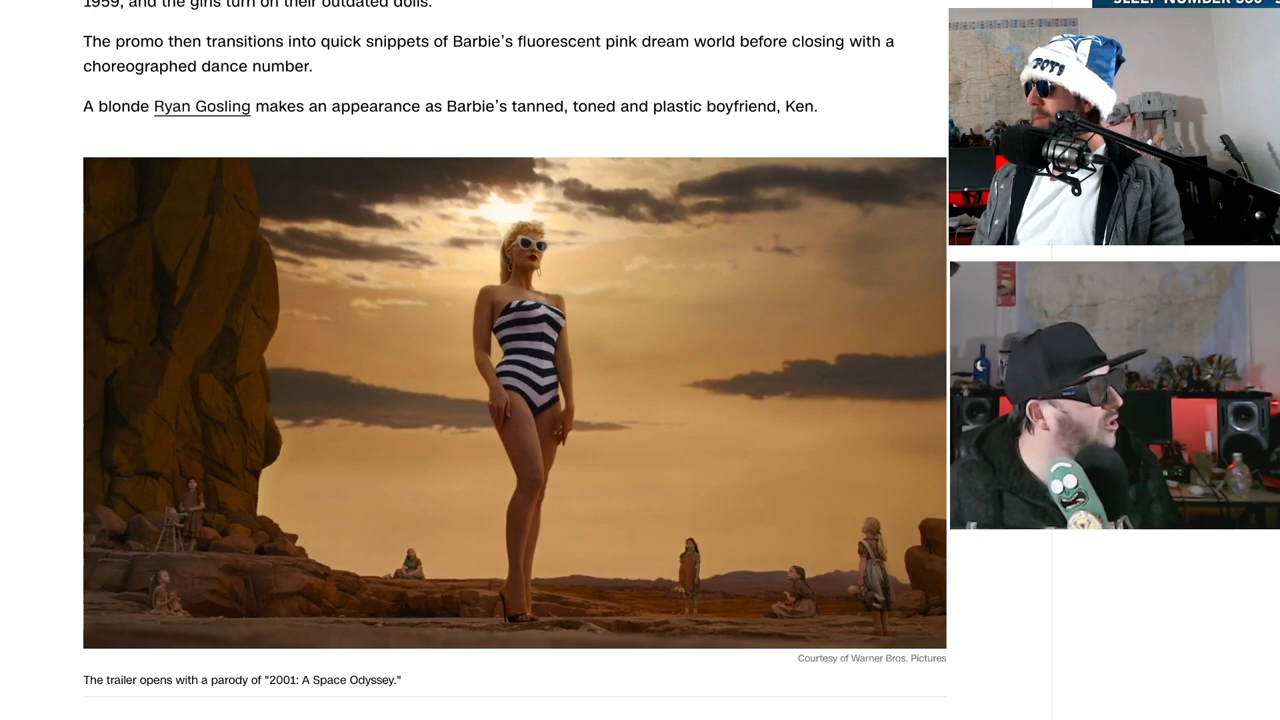 1959, and the girls turn on their outdated dolls.
The promo then transitions into quick snippets of Barbie’s fluorescent pink dream world before closing with a
choreographed dance number.
A blonde Ryan Gosling makes an appearance as Barbie’s tanned, toned and plastic boyfriend, Ken.
Courtesy of Warner Bros. Pictures
The trailer opens with a parody of "2001: A Space Odyssey."